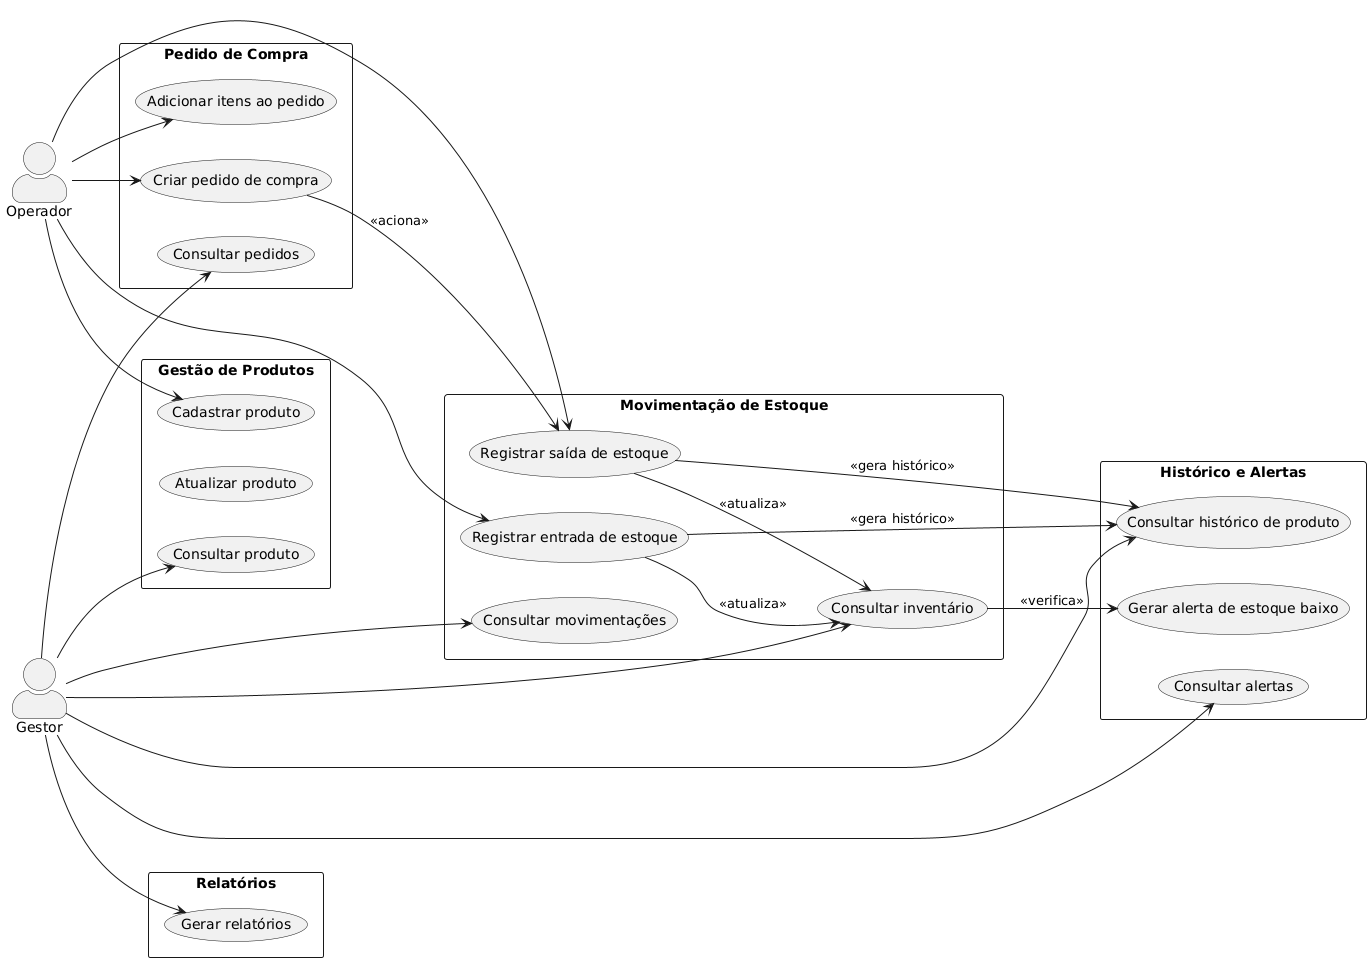 Pedido de Compra
Adicionar itens ao pedido
Criar pedido de compra
Consultar pedidos
Operador
«aciona»
Gestão de Produtos
Cadastrar produto
Atualizar produto
Consultar produto
Movimentação de Estoque
Registrar saída de estoque
Registrar entrada de estoque
Consultar movimentações
«atualiza»
«atualiza»
Consultar inventário
«gera histórico»
«gera histórico»
«verifica»
Histórico e Alertas
Consultar histórico de produto
Gerar alerta de estoque baixo
Consultar alertas
Gestor
Relatórios
Gerar relatórios